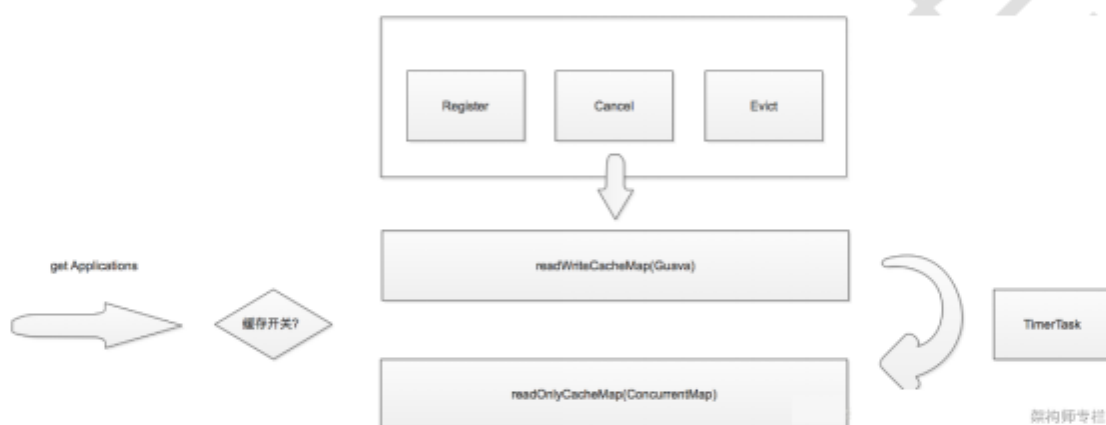 Register
Cancel
Evict
readWriteCacheMap(Guava)
get Applications
缓存开关?
TimerTask
readOnlyCacheMap(ConcurrentMap)
架构师专栏